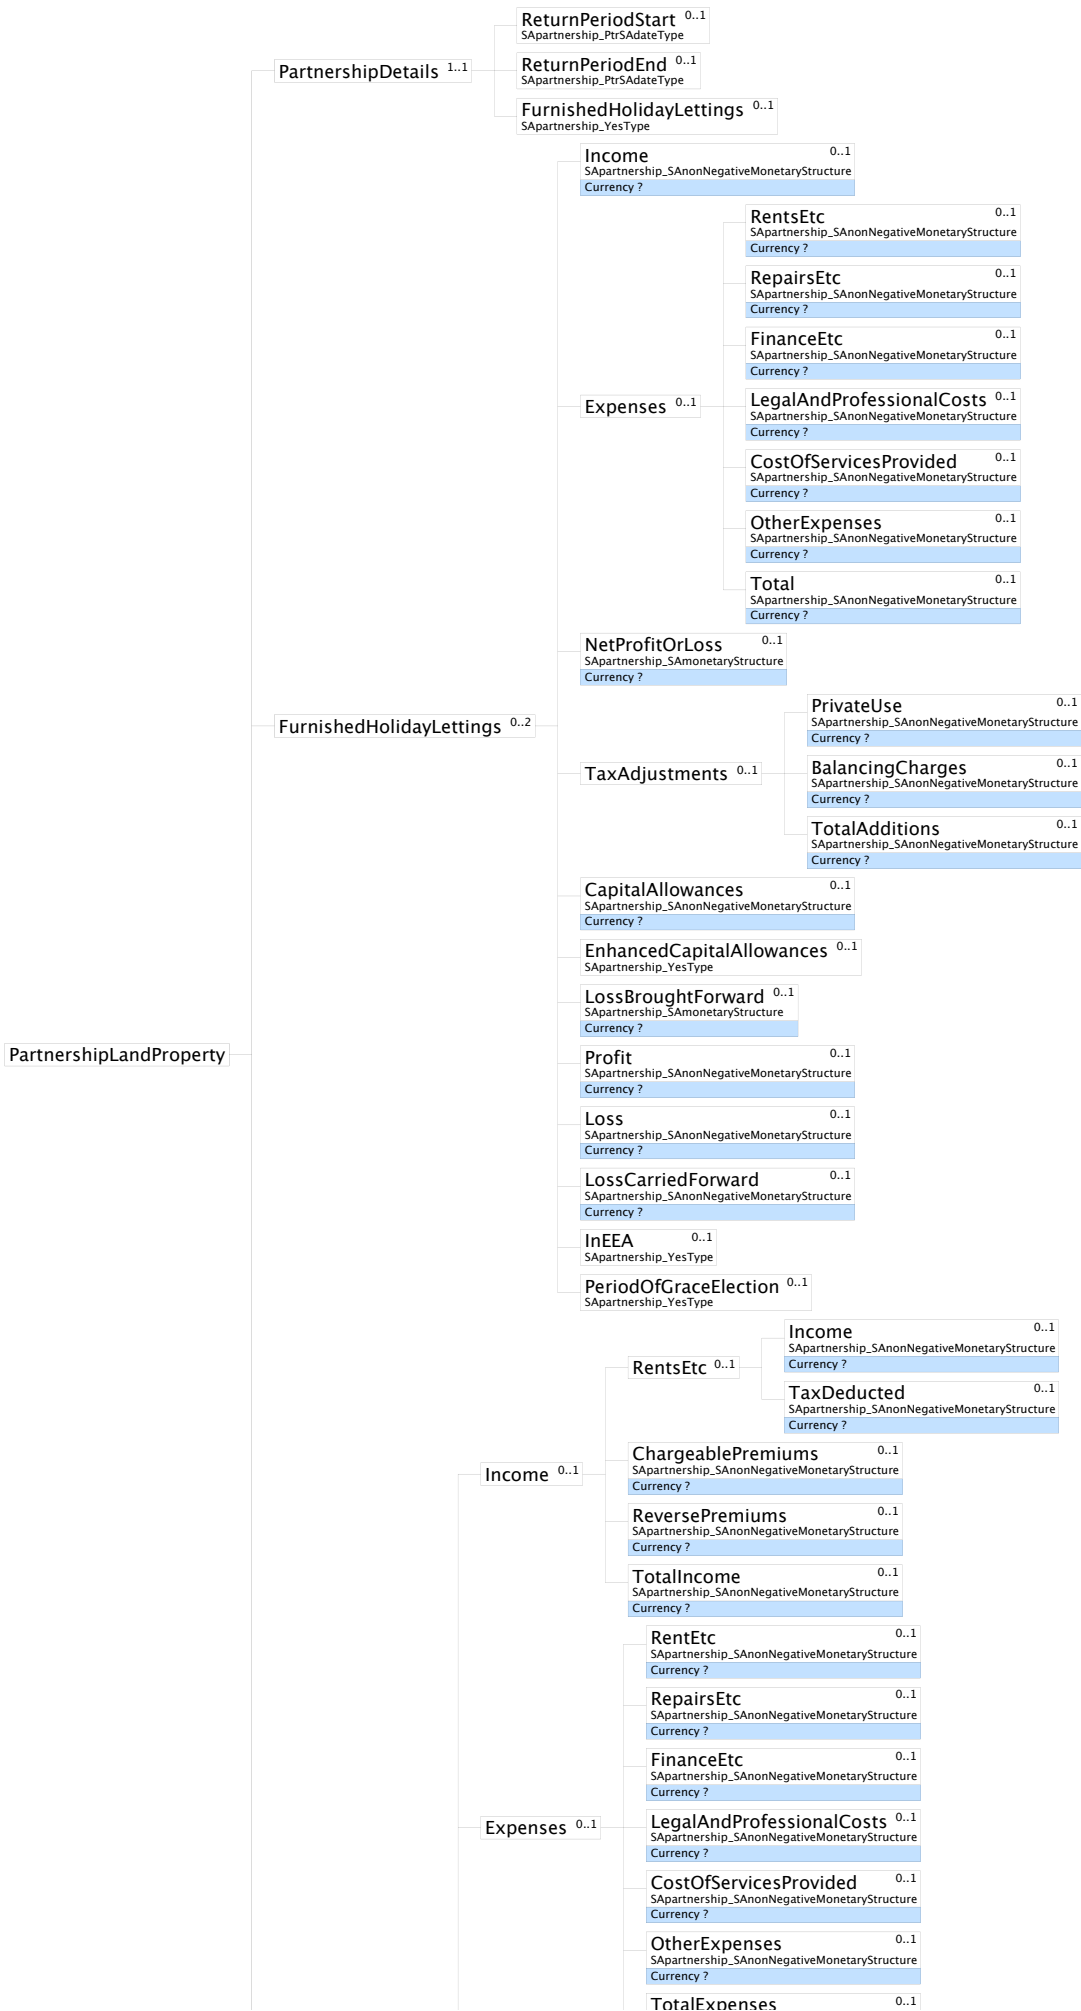 ReturnPeriodStart 0..1
SApartnership_PtrSAdateType
PartnershipDetails 1..1
ReturnPeriodEnd 0..1
SApartnership_PtrSAdateType
FurnishedHolidayLettings 0..1
SApartnership_YesType
Income 0..1
SApartnership_SAnonNegativeMonetaryStructure
Currency ?
RentsEtc 0..1
SApartnership_SAnonNegativeMonetaryStructure
Currency ?
RepairsEtc 0..1
SApartnership_SAnonNegativeMonetaryStructure
Currency ?
FinanceEtc 0..1
SApartnership_SAnonNegativeMonetaryStructure
Currency ?
Expenses 0..1
LegalAndProfessionalCosts 0..1
SApartnership_SAnonNegativeMonetaryStructure
Currency ?
CostOfServicesProvided 0..1
SApartnership_SAnonNegativeMonetaryStructure
Currency ?
OtherExpenses 0..1
SApartnership_SAnonNegativeMonetaryStructure
Currency ?
Total 0..1
SApartnership_SAnonNegativeMonetaryStructure
Currency ?
NetProfitOrLoss 0..1
SApartnership_SAmonetaryStructure
Currency ?
FurnishedHolidayLettings 0..2
PrivateUse 0..1
SApartnership_SAnonNegativeMonetaryStructure
Currency ?
TaxAdjustments 0..1
BalancingCharges 0..1
SApartnership_SAnonNegativeMonetaryStructure
Currency ?
TotalAdditions 0..1
SApartnership_SAnonNegativeMonetaryStructure
Currency ?
CapitalAllowances 0..1
SApartnership_SAnonNegativeMonetaryStructure
Currency ?
EnhancedCapitalAllowances 0..1
SApartnership_YesType
LossBroughtForward 0..1
SApartnership_SAmonetaryStructure
Currency ?
PartnershipLandProperty
Profit 0..1
SApartnership_SAnonNegativeMonetaryStructure
Currency ?
Loss 0..1
SApartnership_SAnonNegativeMonetaryStructure
Currency ?
LossCarriedForward 0..1
SApartnership_SAnonNegativeMonetaryStructure
Currency ?
InEEA 0..1
SApartnership_YesType
PeriodOfGraceElection 0..1
SApartnership_YesType
Income 0..1
SApartnership_SAnonNegativeMonetaryStructure
Currency ?
RentsEtc 0..1
TaxDeducted 0..1
SApartnership_SAnonNegativeMonetaryStructure
Currency ?
Income 0..1
ChargeablePremiums 0..1
SApartnership_SAnonNegativeMonetaryStructure
Currency ?
ReversePremiums 0..1
SApartnership_SAnonNegativeMonetaryStructure
Currency ?
TotalIncome 0..1
SApartnership_SAnonNegativeMonetaryStructure
Currency ?
RentEtc 0..1
SApartnership_SAnonNegativeMonetaryStructure
Currency ?
RepairsEtc 0..1
SApartnership_SAnonNegativeMonetaryStructure
Currency ?
FinanceEtc 0..1
SApartnership_SAnonNegativeMonetaryStructure
Currency ?
Expenses 0..1
LegalAndProfessionalCosts 0..1
SApartnership_SAnonNegativeMonetaryStructure
Currency ?
CostOfServicesProvided 0..1
SApartnership_SAnonNegativeMonetaryStructure
Currency ?
OtherExpenses 0..1
SApartnership_SAnonNegativeMonetaryStructure
Currency ?
TotalExpenses 0..1